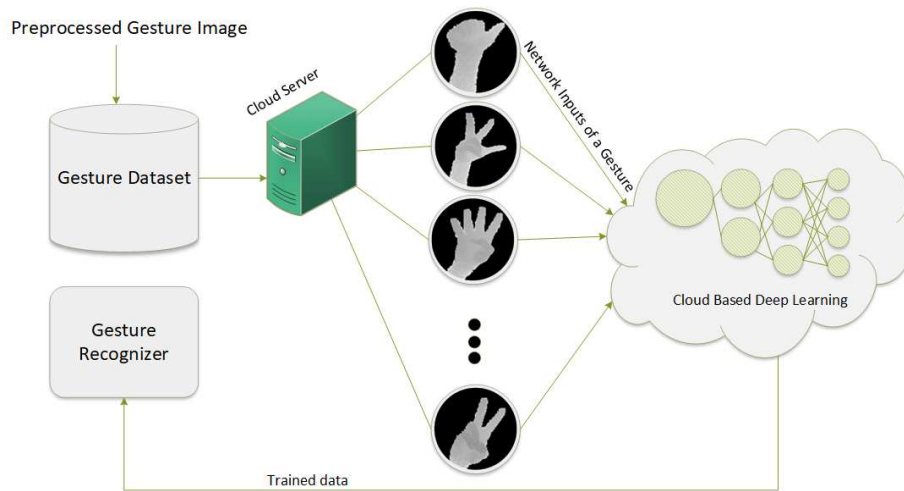 Preprocessed Gesture Image
Cloud Server
Gesture Dataset
Network Inputs of a Gesture
Cloud Based Deep Learning
Gesture
Recognizer
Trained data